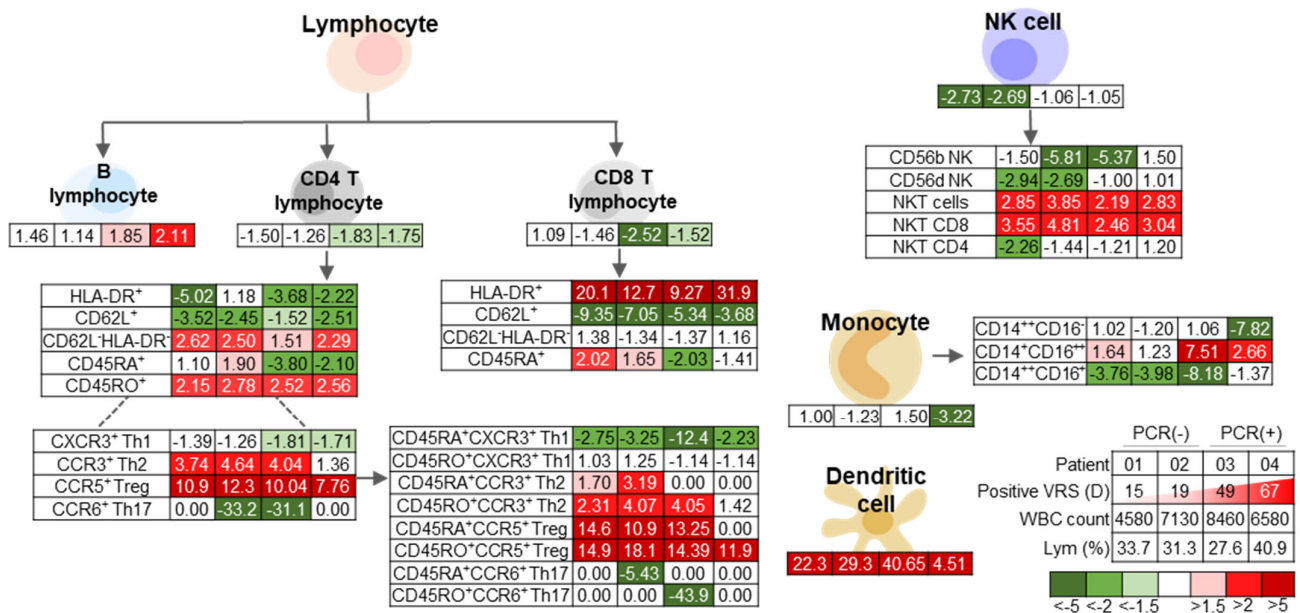 Lymphocyte
B
lymphocyte
1.46 1.14 1.85 2.11
CD4 T
lymphocyte
-1.50 -1.26 -1.83 -1.75
CD8 T
lymphocyte
1.09 -1.46 -2.52 -1.52
HLA-DR⁺ -5.02 1.18 -3.68 -2.22
CD62L⁺ -3.52 -2.45 -1.52 -2.51
CD62L⁻HLA-DR⁻ 2.62 2.50 1.51 2.29
CD45RA⁺ 1.10 1.90 -3.80 -2.10
CD45RO⁺ 2.15 2.78 2.52 2.56
HLA-DR⁺ 20.1 12.7 9.27 31.9
CD62L⁺ -9.35 -7.05 -5.34 -3.68
CD62L⁻HLA-DR⁻ 1.38 -1.34 -1.37 1.16
CD45RA⁺ 2.02 1.65 -2.03 -1.41
CXCR3⁺ Th1 -1.39 -1.26 -1.81 -1.71
CCR3⁺ Th2 3.74 4.64 4.04 1.36
CCR5⁺ Treg 10.9 12.3 10.04 7.76
CCR6⁺ Th17 0.00 -33.2 -31.1 0.00
CD45RA⁺CXCR3⁺ Th1 -2.75 -3.25 -12.4 -2.23
CD45RO⁺CXCR3⁺ Th1 1.03 1.25 -1.14 -1.14
CD45RA⁺CCR3⁺ Th2 1.70 3.19 0.00 0.00
CD45RO⁺CCR3⁺ Th2 2.31 4.07 4.05 1.42
CD45RA⁺CCR5⁺ Treg 14.6 10.9 13.25 0.00
CD45RO⁺CCR5⁺ Treg 14.9 18.1 14.39 11.9
CD45RA⁺CCR6⁺ Th17 0.00 -5.43 0.00 0.00
CD45RO⁺CCR6⁺ Th17 0.00 0.00 -43.9 0.00
NK cell
-2.73 -2.69 -1.06 -1.05
CD56b NK -1.50 -5.81 -5.37 1.50
CD56d NK -2.94 -2.69 -1.00 1.01
NKT cells 2.85 3.85 2.19 2.83
NKT CD8 3.55 4.81 2.46 3.04
NKT CD4 -2.26 -1.44 -1.21 1.20
Monocyte
1.00 -1.23 1.50 -3.22
CD14⁺⁺CD16⁻ 1.02 -1.20 1.06 -7.82
CD14⁺CD16⁺⁺ 1.64 1.23 7.51 2.66
CD14⁺⁺CD16⁺ -3.76 -3.98 -8.18 -1.37
Dendritic
cell
22.3 29.3 40.65 4.51
PCR(-) PCR(+)
Patient 01 02 03 04
Positive VRS (D) 15 19 49 67
WBC count 4580 7130 8460 6580
Lym (%) 33.7 31.3 27.6 40.9
<-5 <-2 <-1.5 >1.5 >2 >5